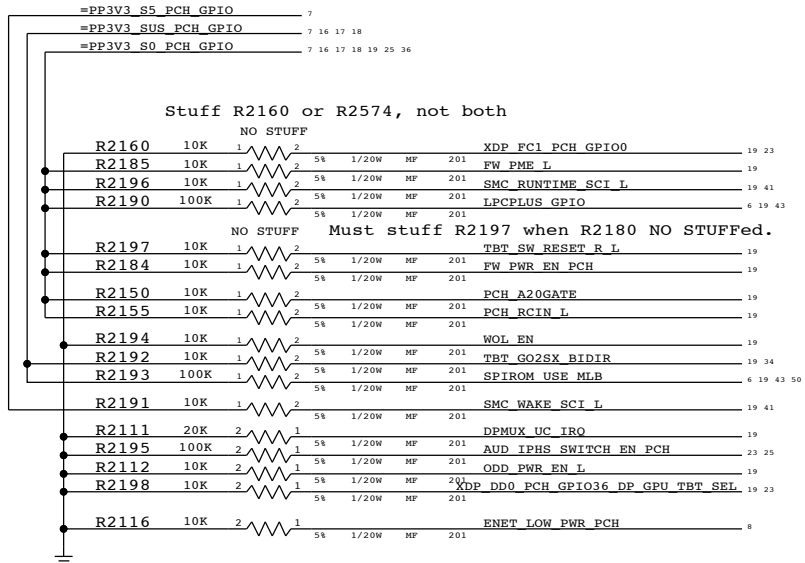 =PP3V3_S5_PCH_GPIO 7
=PP3V3_SUS_PCH_GPIO 7 16 17 18
=PP3V3_S0_PCH_GPIO 7 16 17 18 19 25 36
Stuff R2160 or R2574, not both
NO STUFF
R2160 10K 1 2 XDP_FC1_PCH_GPIO0 19 23
5% 1/20W MF 201
R2185 10K 1 2 FW_PME_L 19
5% 1/20W MF 201
R2196 10K 1 2 SMC_RUNTIME_SCI_L 19 41
5% 1/20W MF 201
R2190 100K 1 2 LPCPLUS_GPIO 6 19 43
5% 1/20W MF 201
NO STUFF Must stuff R2197 when R2180 NO STUFFed.
R2197 10K 1 2 TBT_SW_RESET_R_L 19
5% 1/20W MF 201
R2184 10K 1 2 FW_PWR_EN_PCH 19
5% 1/20W MF 201
R2150 10K 1 2 PCH_A20GATE 19
5% 1/20W MF 201
R2155 10K 1 2 PCH_RCIN_L 19
5% 1/20W MF 201
R2194 10K 1 2 WOL_EN 19
5% 1/20W MF 201
R2192 10K 1 2 TBT_GO2SX_BIDIR 19 34
5% 1/20W MF 201
R2193 100K 1 2 SPIROM_USE_MLB 6 19 43 50
5% 1/20W MF 201
R2191 10K 1 2 SMC_WAKE_SCI_L 19 41
5% 1/20W MF 201
R2111 20K 2 1 DPMUX_UC_IRQ 19
5% 1/20W MF 201
R2195 100K 2 1 AUD_IPHS_SWITCH_EN_PCH 23 25
5% 1/20W MF 201
R2112 10K 2 1 ODD_PWR_EN_L 19
5% 1/20W MF 201
R2198 10K 2 1 XDP_DD0_PCH_GPIO36_DP_GPU_TBT_SEL 19 23
5% 1/20W MF 201
R2116 10K 2 1 ENET_LOW_PWR_PCH 8
5% 1/20W MF 201